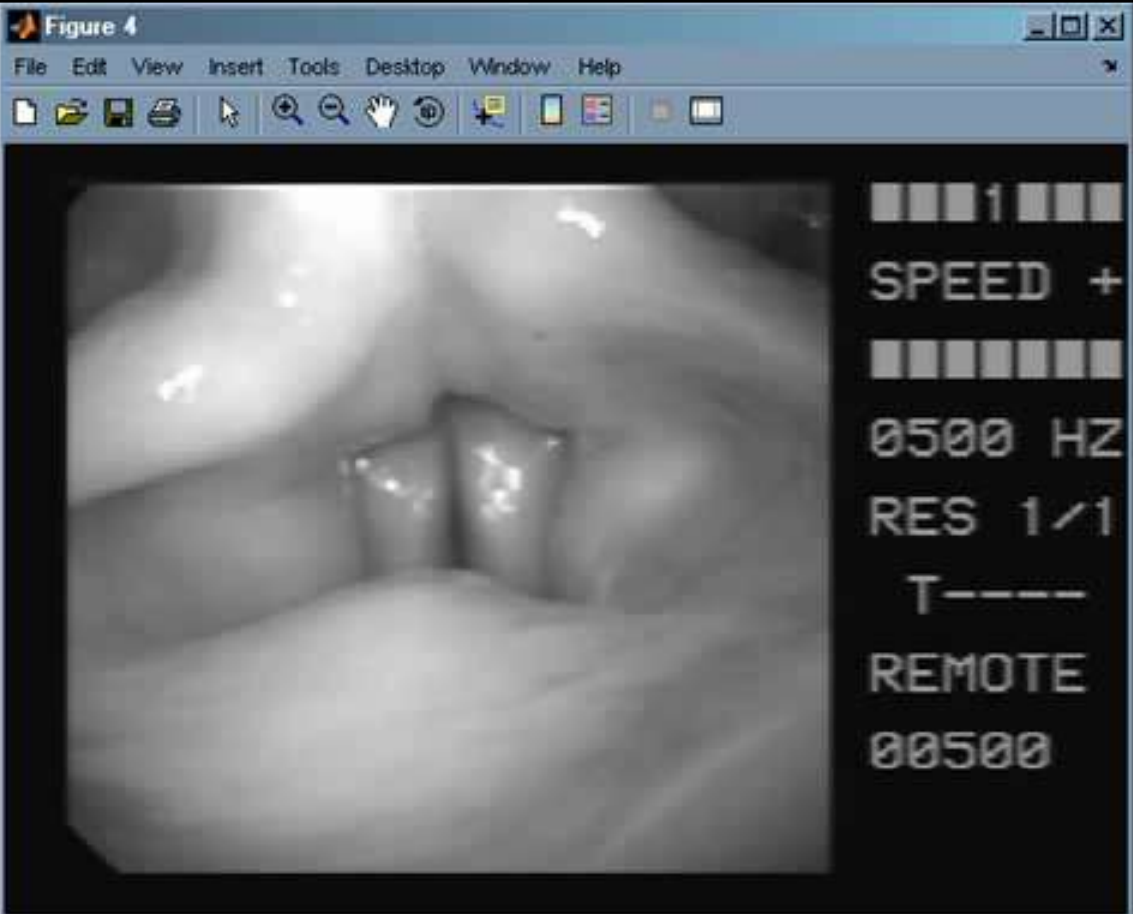 Figure 4
File Edit View Insert Tools Desktop Window Help
1
SPEED +
0500 HZ
RES 1/1
T----
REMOTE
00500